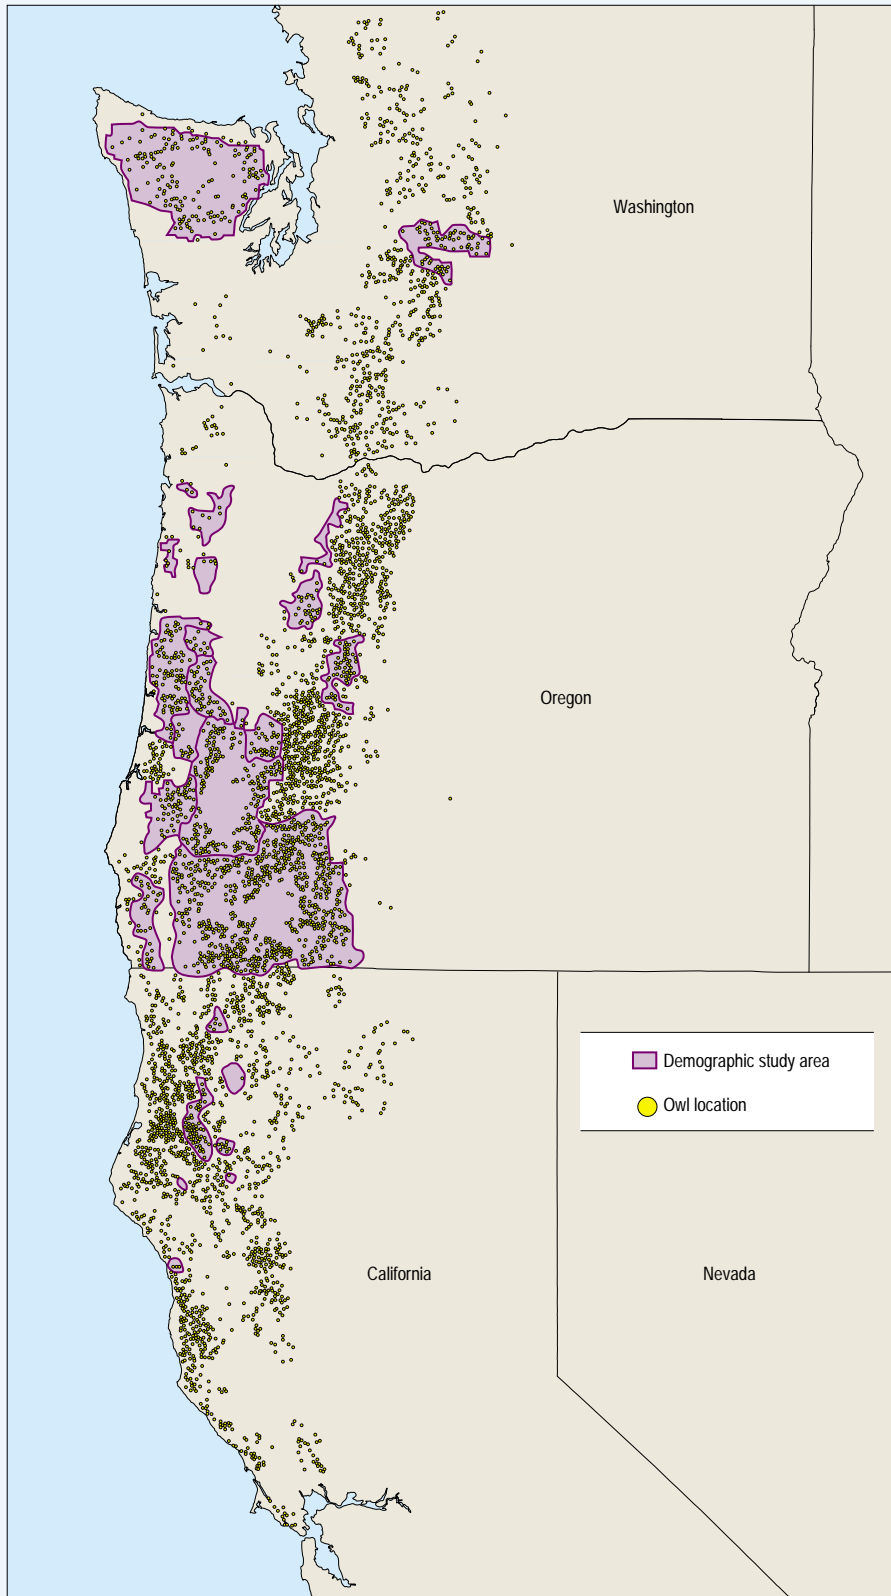 Washington
Oregon
Demographic study area
Owl location
California
Nevada